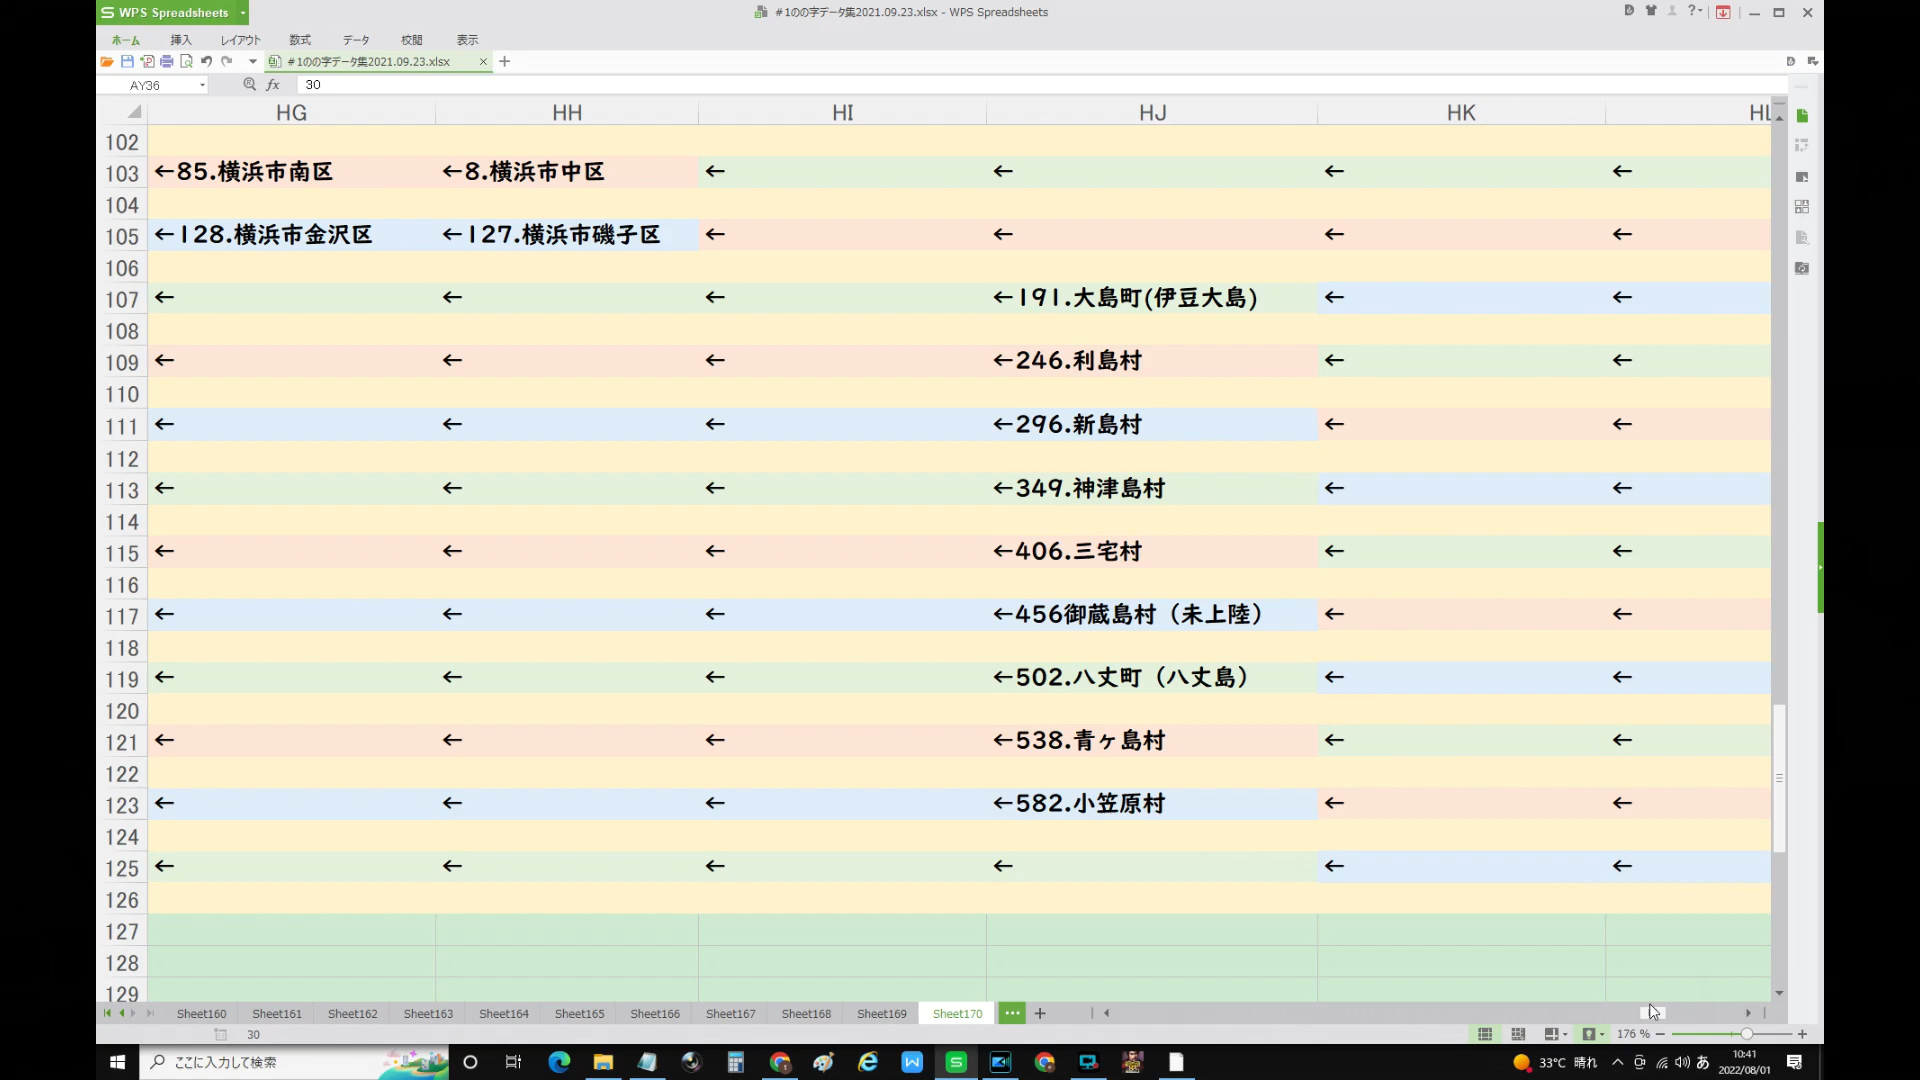 WPS Spreadsheets
#1のの字データ集2021.09.23.xlsx - WPS Spreadsheets
ホーム 挿入 レイアウト 数式 データ 校閲 表示
#1のの字データ集2021.09.23.xlsx
AY36 fx 30
HG HH HI HJ HK HL
102
103 ←85.横浜市南区 ←8.横浜市中区 ← ← ← ←
104
105 ←128.横浜市金沢区 ←127.横浜市磯子区 ← ← ← ←
106
107 ← ← ← ←191.大島町(伊豆大島) ← ←
108
109 ← ← ← ←246.利島村 ← ←
110
111 ← ← ← ←296.新島村 ← ←
112
113 ← ← ← ←349.神津島村 ← ←
114
115 ← ← ← ←406.三宅村 ← ←
116
117 ← ← ← ←456御蔵島村（未上陸） ← ←
118
119 ← ← ← ←502.八丈町（八丈島） ← ←
120
121 ← ← ← ←538.青ヶ島村 ← ←
122
123 ← ← ← ←582.小笠原村 ← ←
124
125 ← ← ← ← ← ←
126
127
128
129
Sheet160 Sheet161 Sheet162 Sheet163 Sheet164 Sheet165 Sheet166 Sheet167 Sheet168 Sheet169 Sheet170 ••• +
30 176 %
ここに入力して検索 33°C 晴れ あ 10:41
2022/08/01